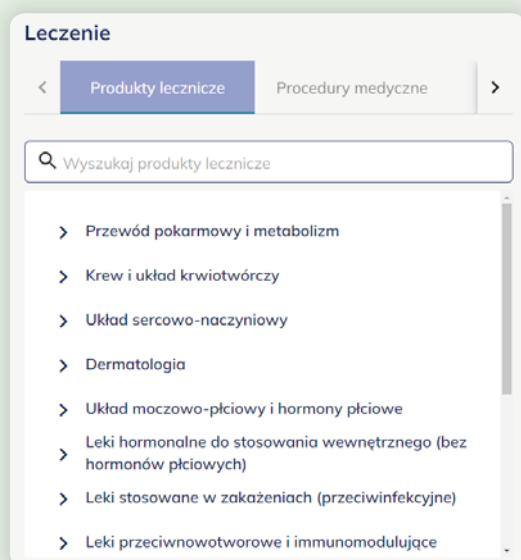 Leczenie
Produkty lecznicze
Procedury medyczne
Wyszukaj produkty lecznicze
Przewód pokarmowy i metabolizm
Krew i układ krwiotwórczy
Układ sercowo-naczyniowy
Dermatologia
Układ moczowo-płciowy i hormony płciowe
Leki hormonalne do stosowania wewnętrznego (bez
hormonów płciowych)
Leki stosowane w zakażeniach (przeciwinfekcyjne)
Leki przeciwnowotworowe i immunomodulujące